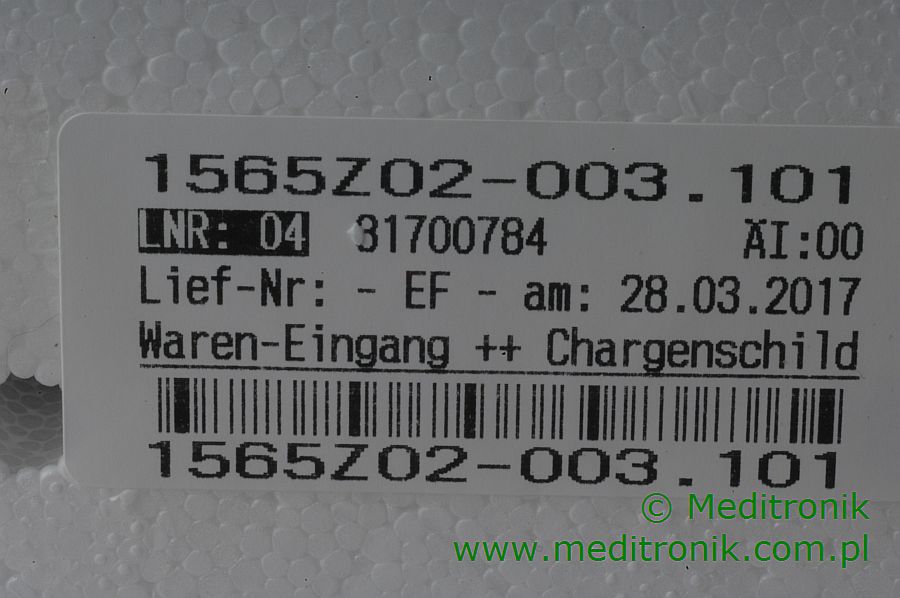 1565Z02-003.101
LNR: 04 31700784 ÄI:00
Lief-Nr: - EF - am: 28.03.2017
Waren-Eingang ++ Chargenschild
1565Z02-003.101
© Meditronik
www.meditronik.com.pl